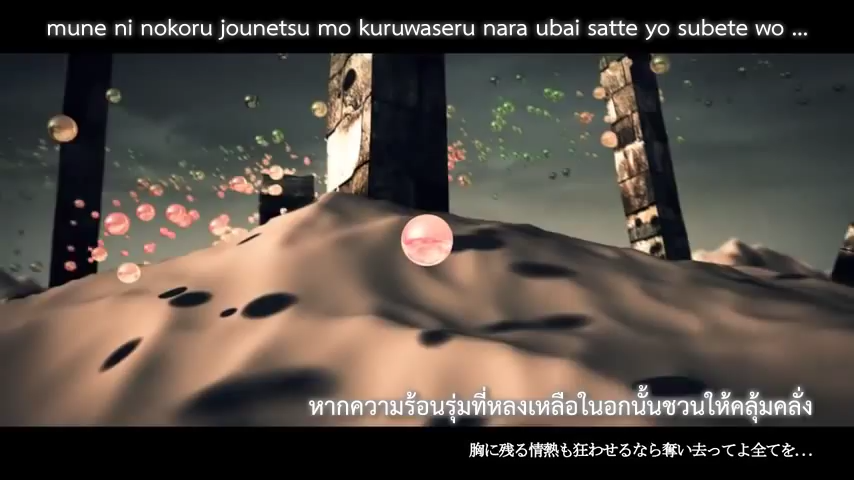 mune ni nokoru jounetsu mo kuruwaseru nara ubai satte yo subete wo ...
หากความร้อนรุ่มที่หลงเหลือในอกนั้นชวนให้คลุ้มคลั่ง
胸に残る情熱も狂わせるなら奪い去ってよ全てを...